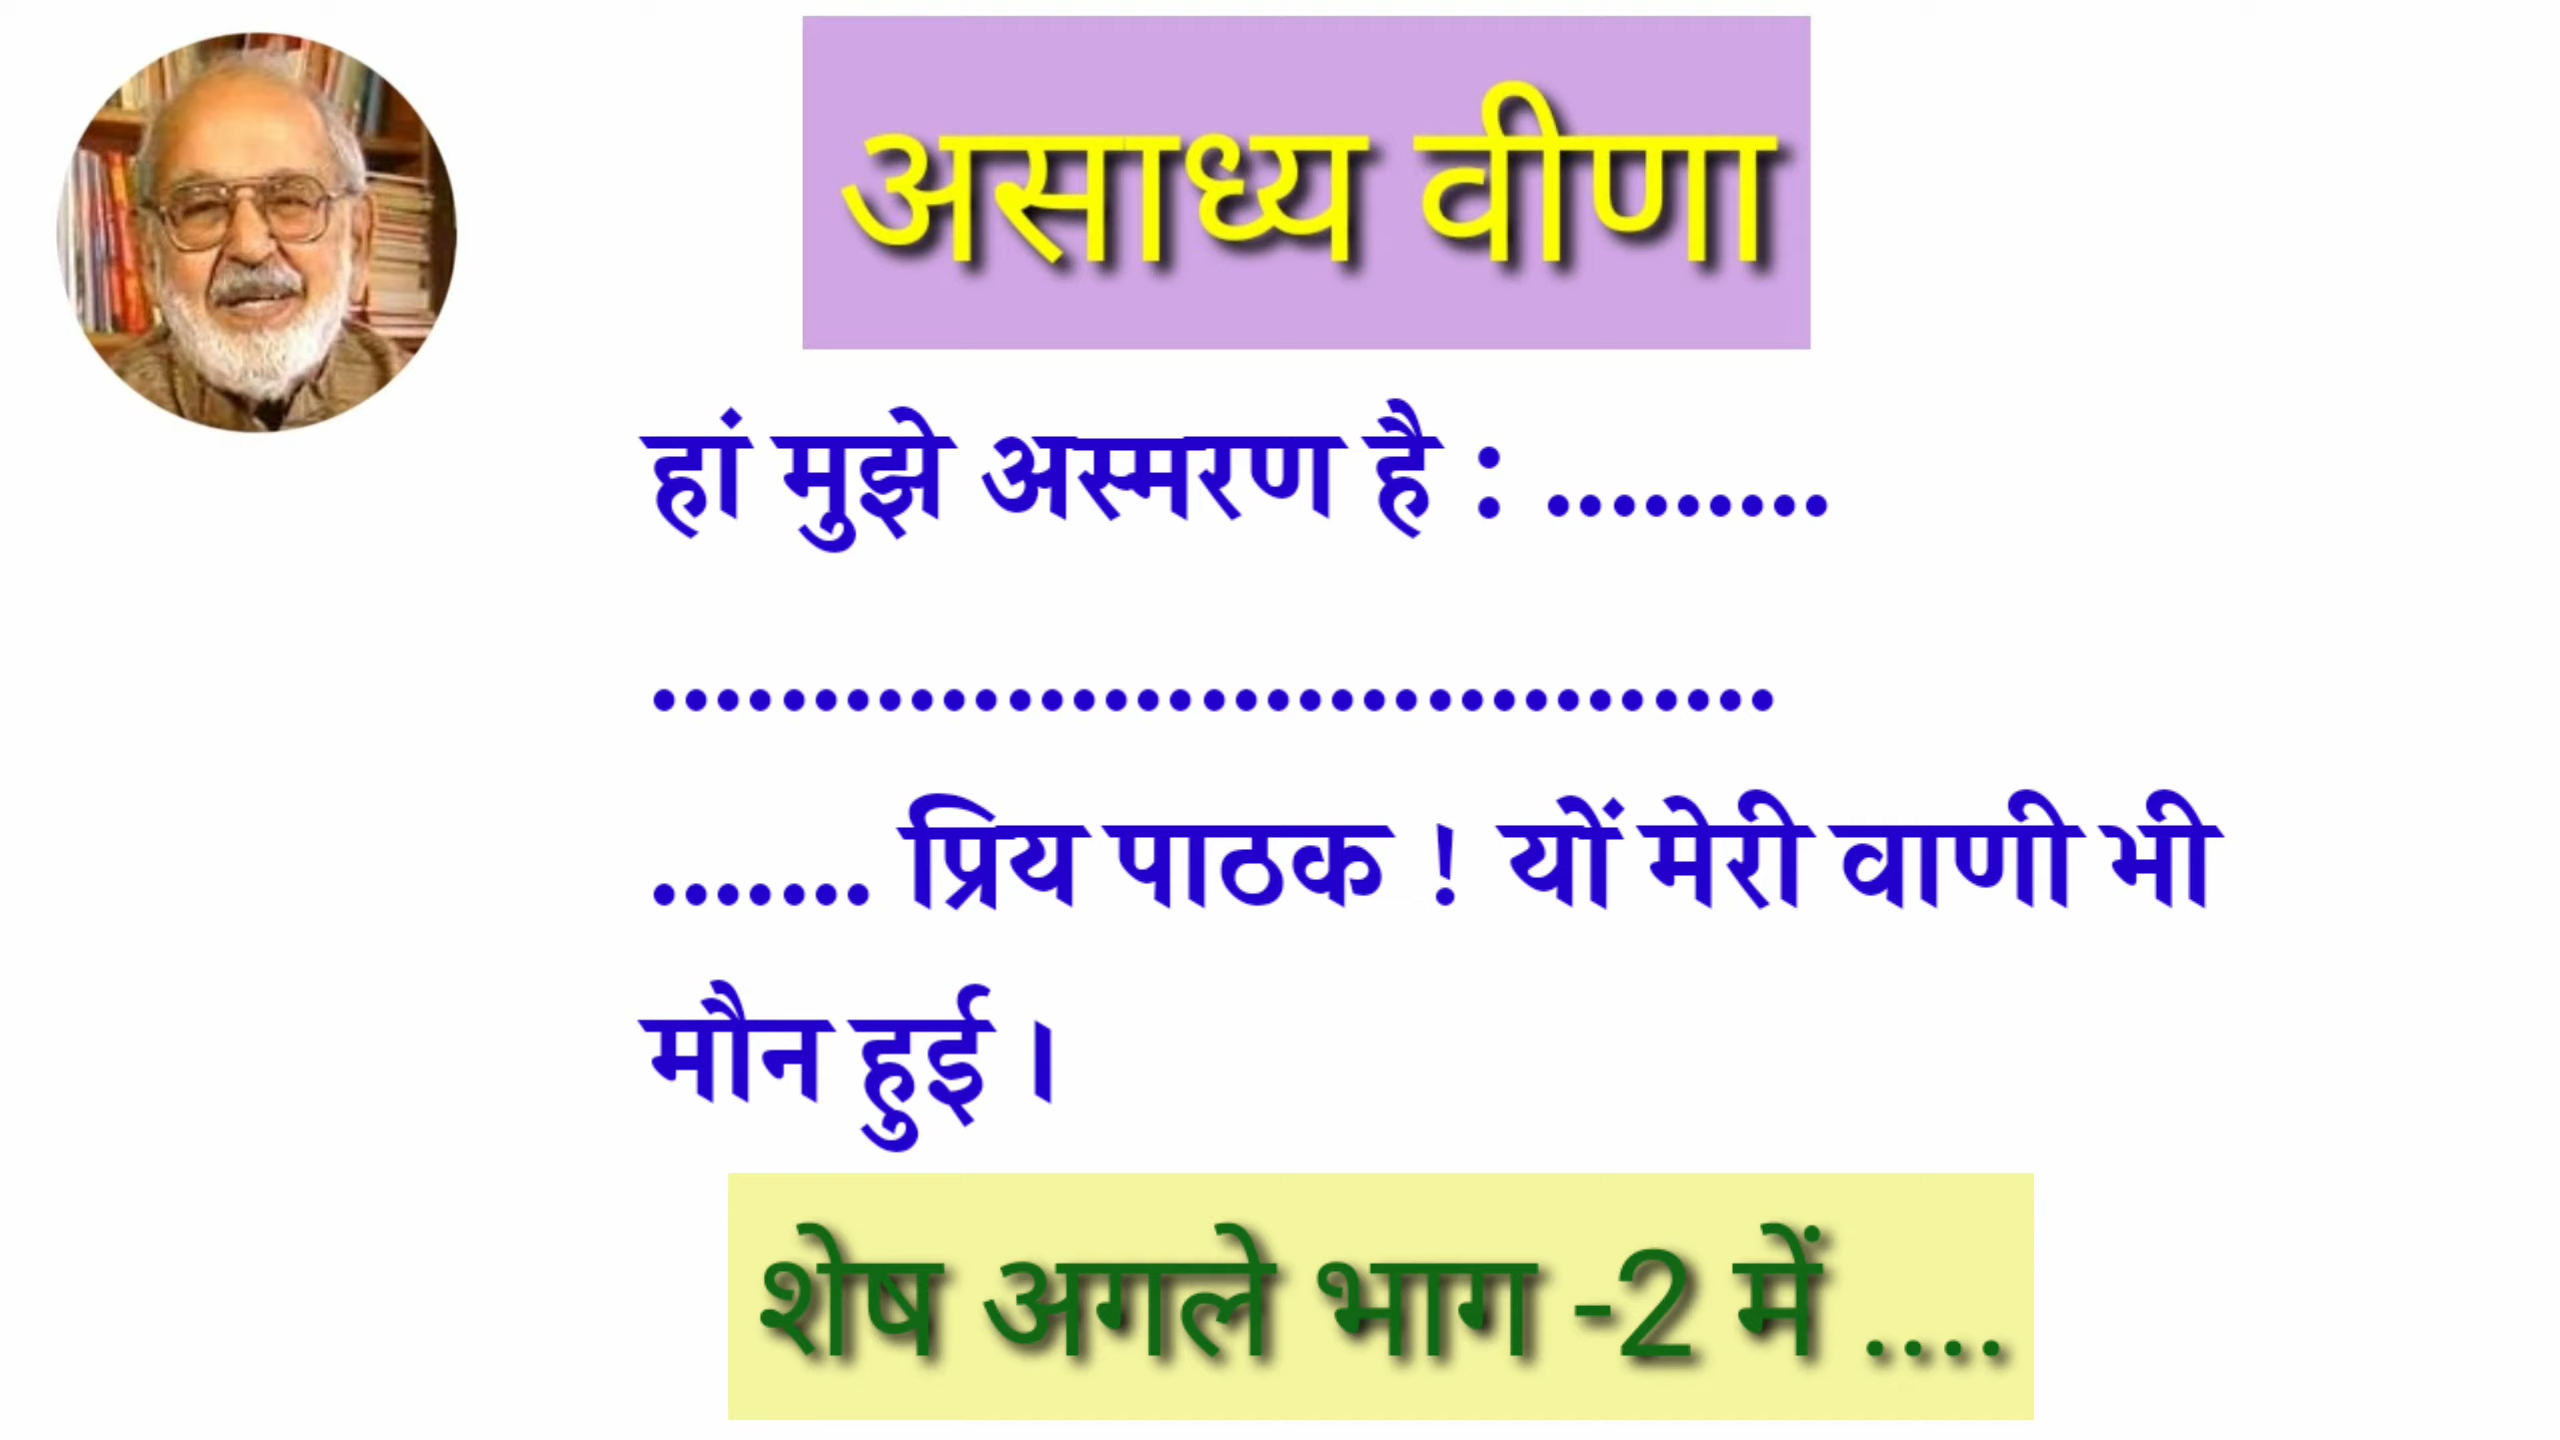 असाध्य वीणा
हां मुझे अस्मरण है : .........
...................................
....... प्रिय पाठक ! यों मेरी वाणी भी
मौन हुई ।
शेष अगले भाग -2 में ....